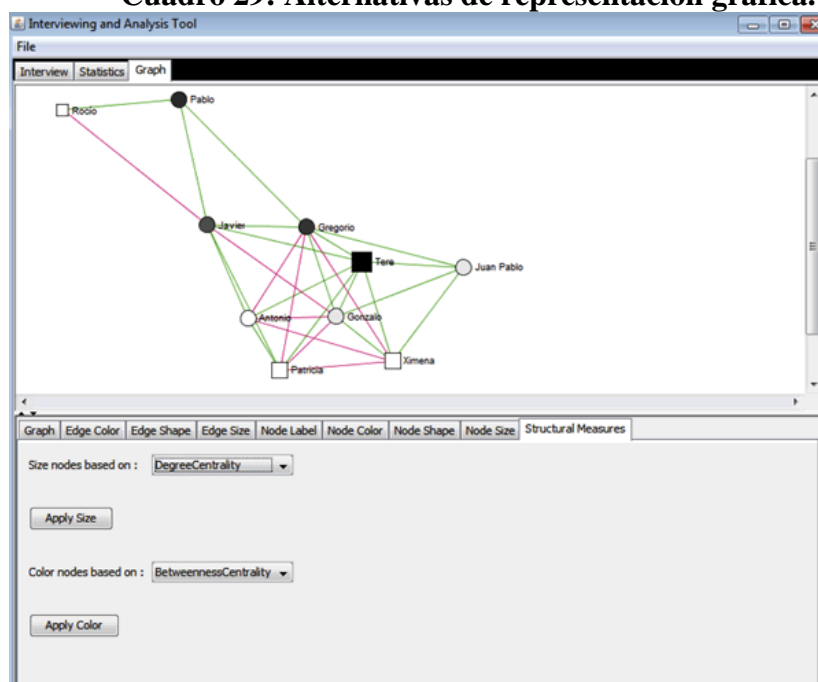 Cuadro 29: Alternativas de representación gráfica.
Interviewing and Analysis Tool
File
Interview Statistics Graph
Pablo
Rocio
Javier
Gregorio
Tere
Juan Pablo
Antonio
Gonzalo
Ximena
Patricia
Graph Edge Color Edge Shape Edge Size Node Label Node Color Node Shape Node Size Structural Measures
Size nodes based on : DegreeCentrality
Apply Size
Color nodes based on : BetweennessCentrality
Apply Color